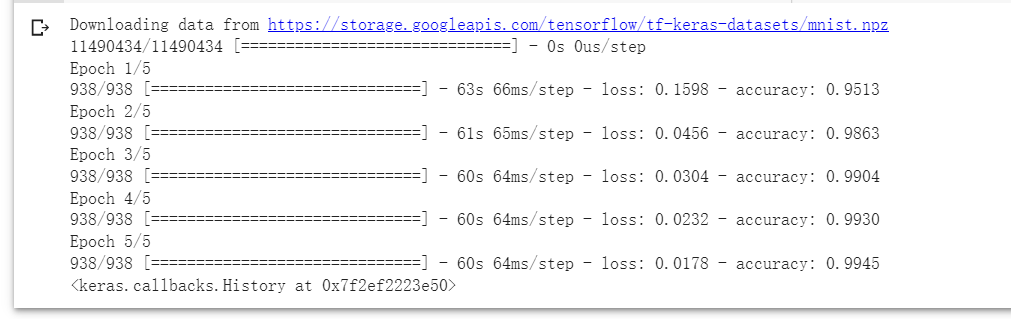 Downloading data from https://storage.googleapis.com/tensorflow/tf-keras-datasets/mnist.npz
11490434/11490434 [==============================] - 0s 0us/step
Epoch 1/5
938/938 [==============================] - 63s 66ms/step - loss: 0.1598 - accuracy: 0.9513
Epoch 2/5
938/938 [==============================] - 61s 65ms/step - loss: 0.0456 - accuracy: 0.9863
Epoch 3/5
938/938 [==============================] - 60s 64ms/step - loss: 0.0304 - accuracy: 0.9904
Epoch 4/5
938/938 [==============================] - 60s 64ms/step - loss: 0.0232 - accuracy: 0.9930
Epoch 5/5
938/938 [==============================] - 60s 64ms/step - loss: 0.0178 - accuracy: 0.9945
<keras.callbacks.History at 0x7f2ef2223e50>